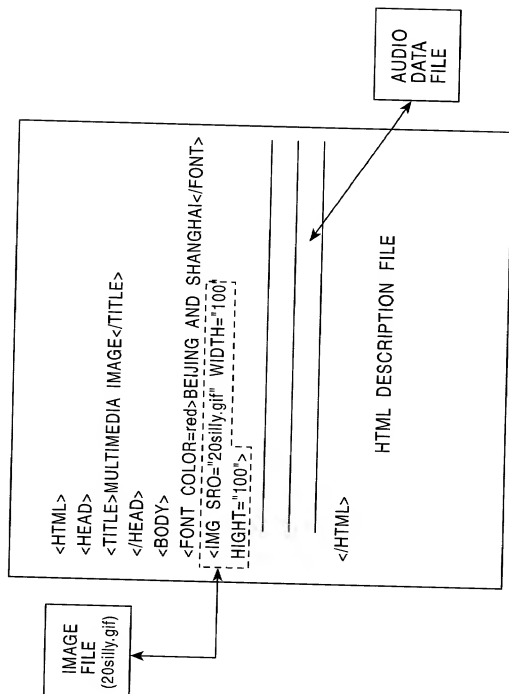 <HTML>
<HEAD>
<TITLE>MULTIMEDIA IMAGE</TITLE>
</HEAD>
<BODY>
<FONT COLOR=red>BEIJING AND SHANGHAI</FONT>
<IMG SRO="20silly.gif" WIDTH="100"
HIGHT="100">
</HTML>
HTML DESCRIPTION FILE
IMAGE
FILE
(20silly.gif)
AUDIO
DATA
FILE